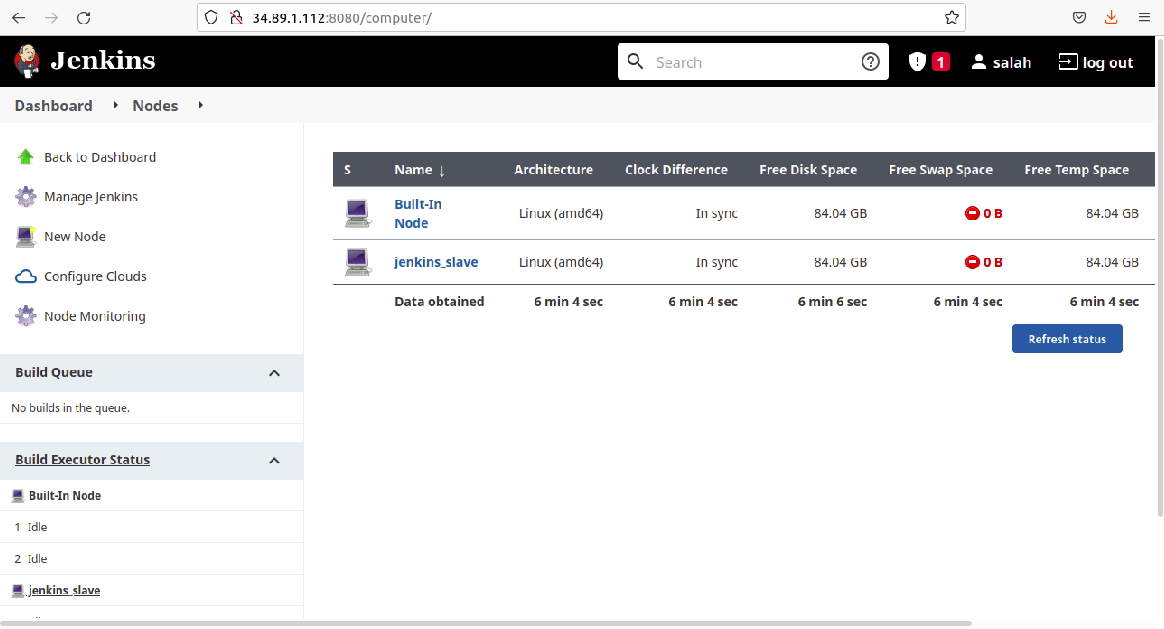 34.89.1.112:8080/computer/
Jenkins
Search
1
salah
log out
Dashboard
Nodes
Back to Dashboard
Manage Jenkins
New Node
Configure Clouds
Node Monitoring
Build Queue
No builds in the queue.
Build Executor Status
Built-In Node
1 Idle
2 Idle
jenkins_slave
S Name ↓ Architecture Clock Difference Free Disk Space Free Swap Space Free Temp Space
Built-In
Node
Linux (amd64) In sync 84.04 GB 0 B 84.04 GB
jenkins_slave Linux (amd64) In sync 84.04 GB 0 B 84.04 GB
Data obtained 6 min 4 sec 6 min 4 sec 6 min 6 sec 6 min 4 sec 6 min 4 sec
Refresh status